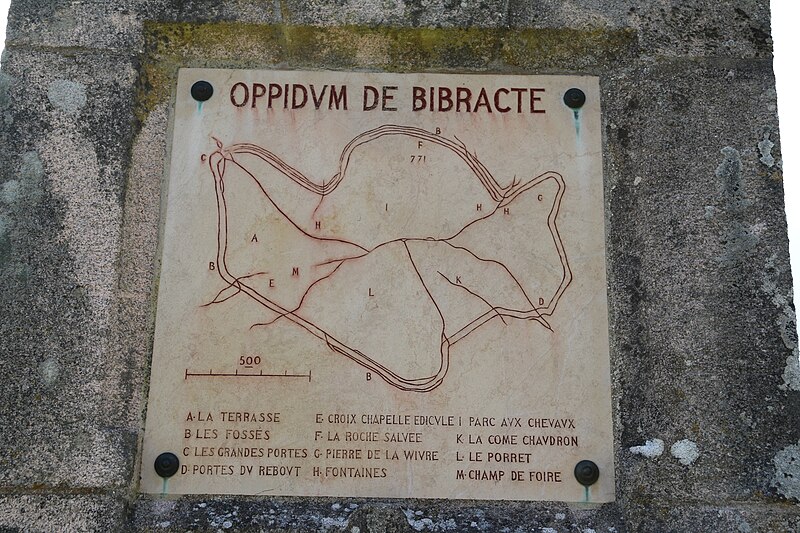 OPPIDVM DE BIBRACTE
B
F
771
C
C
I
H
H
H
A
B
M
E
K
L
D
B
500
A·LA TERRASSE
B LES FOSSÉS
C LES GRANDES PORTES
D·PORTES DV REBOVT
E·CROIX CHAPELLE EDICVLE
F·LA ROCHE SALVEE
G·PIERRE DE LA WIVRE
H·FONTAINES
I PARC AVX CHEVAVX
K LA COME CHAVDRON
L·LE PORRET
M·CHAMP DE FOIRE